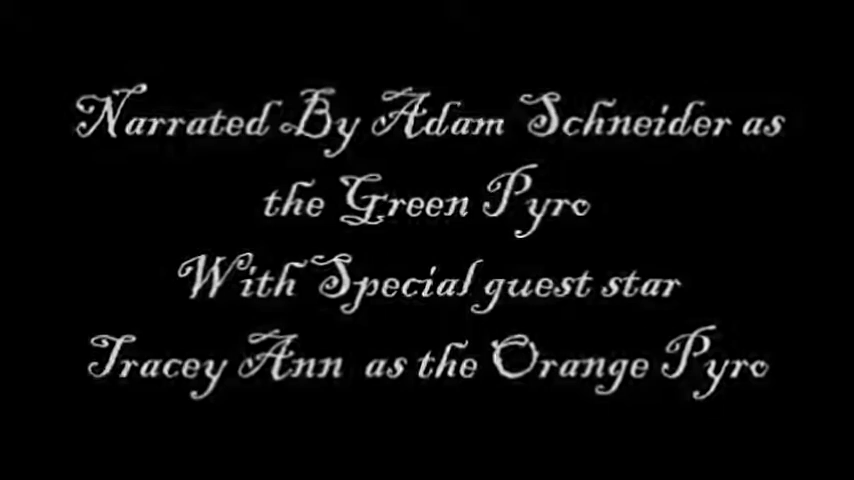 Narrated By Adam Schneider as
the Green Pyro
With Special guest star
Tracey Ann as the Orange Pyro